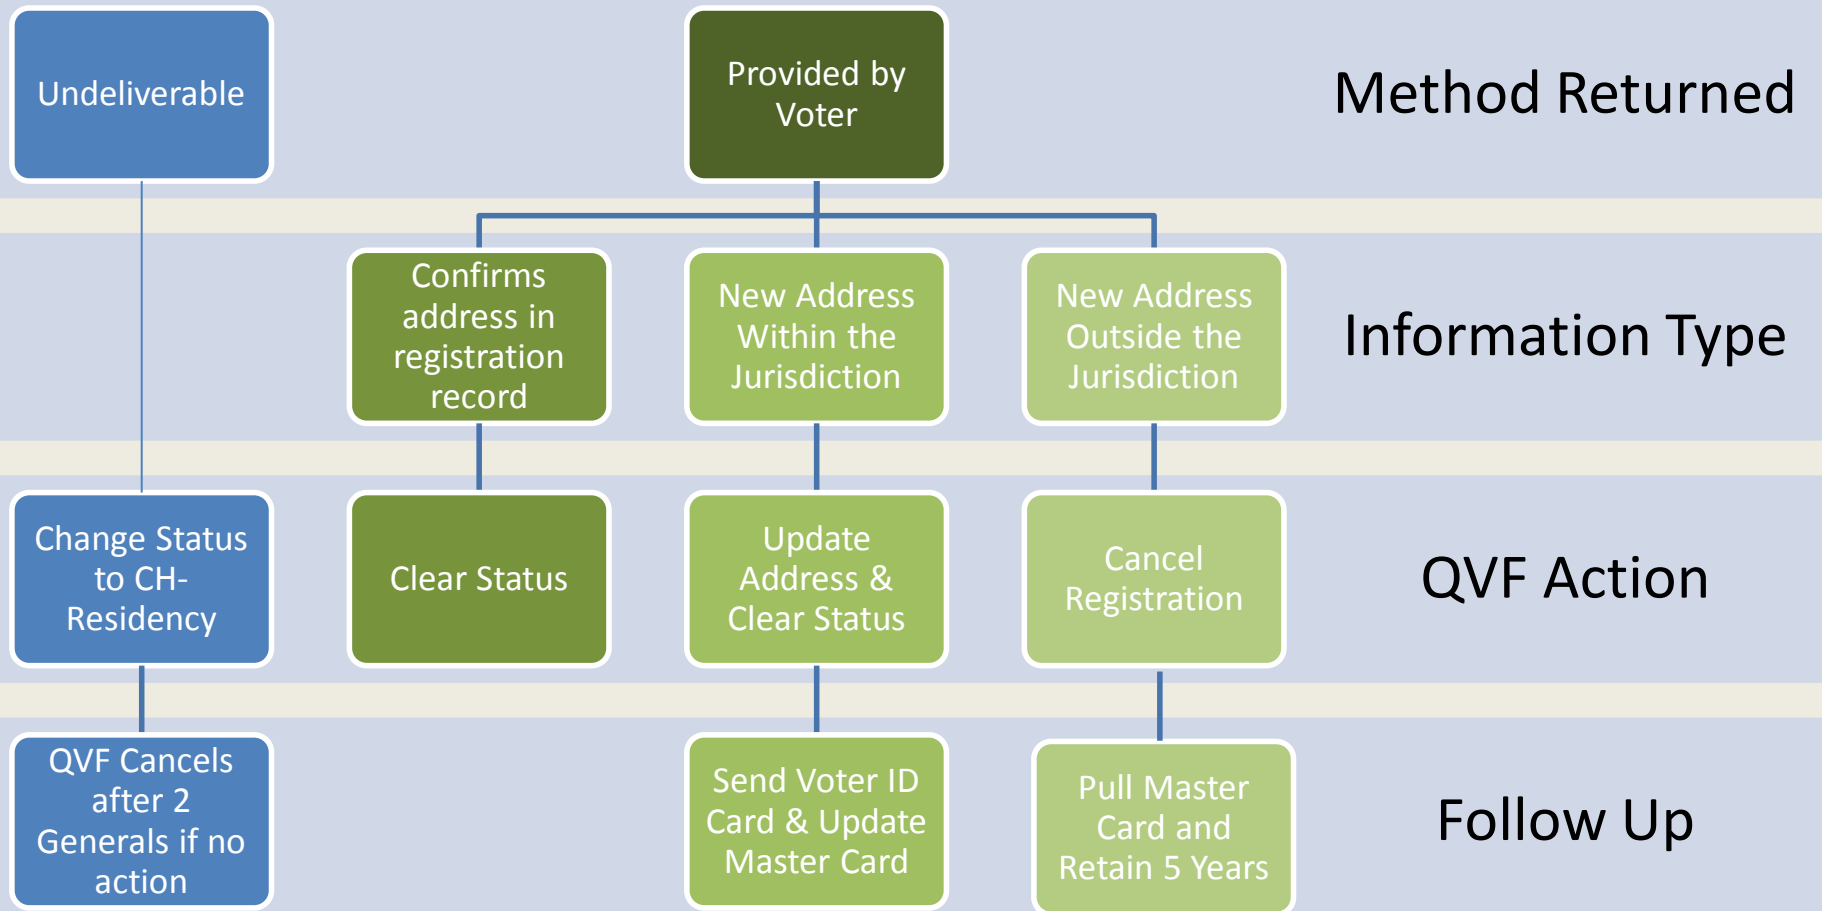 Undeliverable
Provided by
Voter
Method Returned
Confirms
address in
registration
record
New Address
Within the
Jurisdiction
New Address
Outside the
Jurisdiction
Information Type
Change Status
to CH-
Residency
Clear Status
Update
Address &
Clear Status
Cancel
Registration
QVF Action
QVF Cancels
after 2
Generals if no
action
Send Voter ID
Card & Update
Master Card
Pull Master
Card and
Retain 5 Years
Follow Up